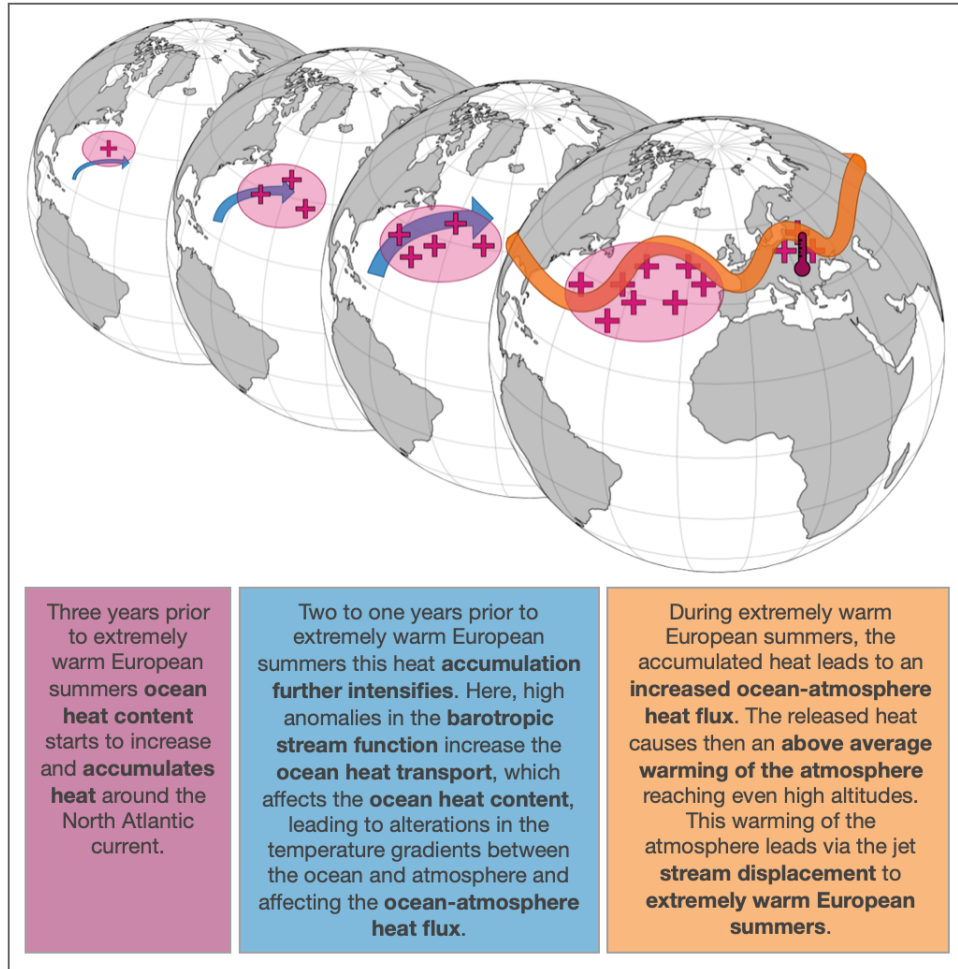 Three years prior
to extremely
warm European
summers ocean
heat content
starts to increase
and accumulates
heat around the
North Atlantic
current.
Two to one years prior to
extremely warm European
summers this heat accumulation
further intensifies. Here, high
anomalies in the barotropic
stream function increase the
ocean heat transport, which
affects the ocean heat content,
leading to alterations in the
temperature gradients between
the ocean and atmosphere and
affecting the ocean-atmosphere
heat flux.
During extremely warm
European summers, the
accumulated heat leads to an
increased ocean-atmosphere
heat flux. The released heat
causes then an above average
warming of the atmosphere
reaching even high altitudes.
This warming of the
atmosphere leads via the jet
stream displacement to
extremely warm European
summers.